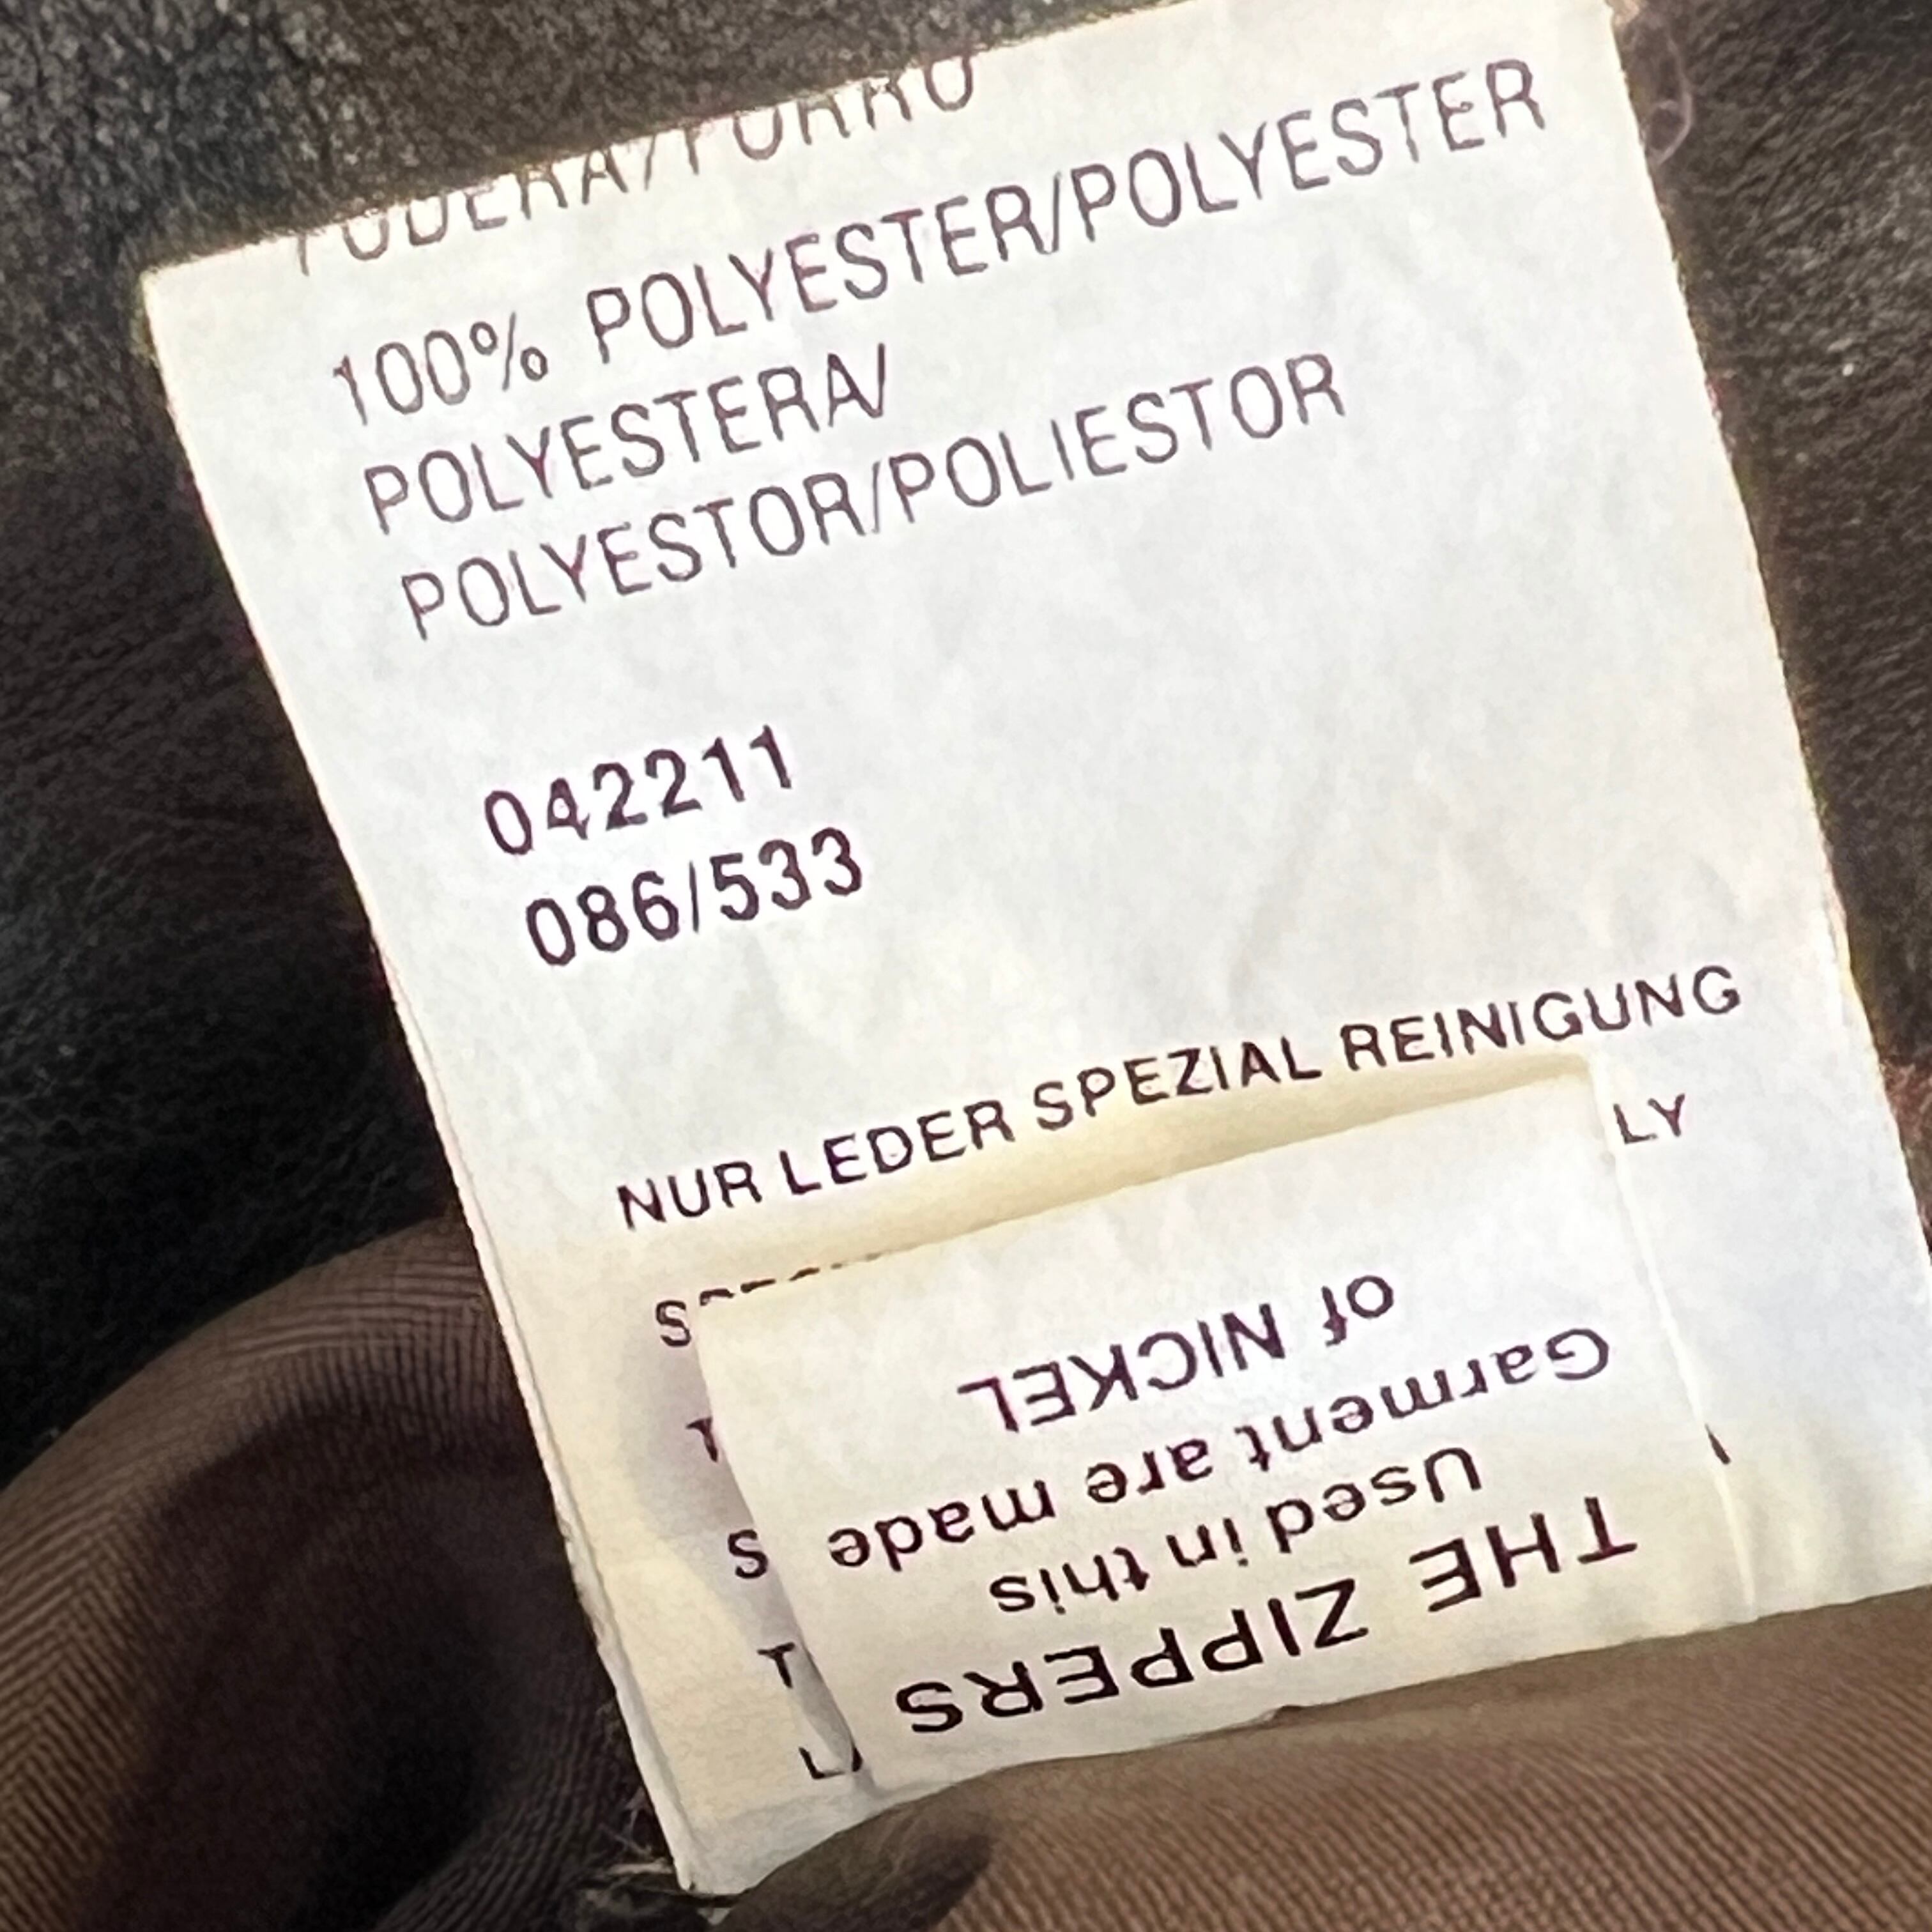 100% POLYESTER/POLYESTER
POLYESTERA/
POLYESTOR/POLIESTOR
042211
086/533
NUR LEDER SPEZIAL REINIGUNG
THE ZIPPERS
Used in this
Garment are made
of NICKEL